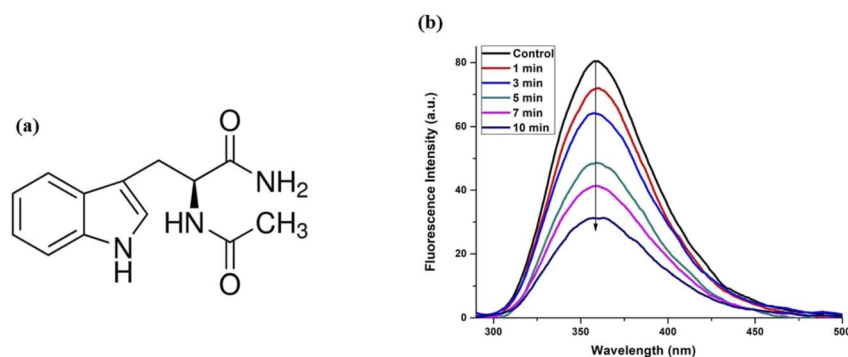 (a)
O
NH₂
HN
CH₃
N
H
O
(b)
Control
1 min
3 min
5 min
7 min
10 min
80
60
40
20
0
Fluorescence Intensity (a.u.)
300
350
400
450
500
Wavelength (nm)